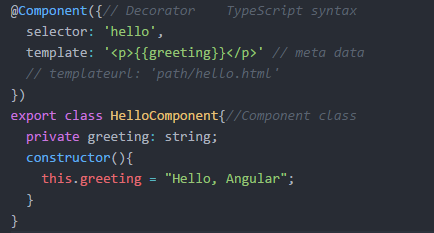 @Component({// Decorator    TypeScript syntax
  selector: 'hello',
  template: '<p>{{greeting}}</p>' // meta data
  // templateurl: 'path/hello.html'
})
export class HelloComponent{//Component class
  private greeting: string;
  constructor(){
    this.greeting = "Hello, Angular";
  }
}